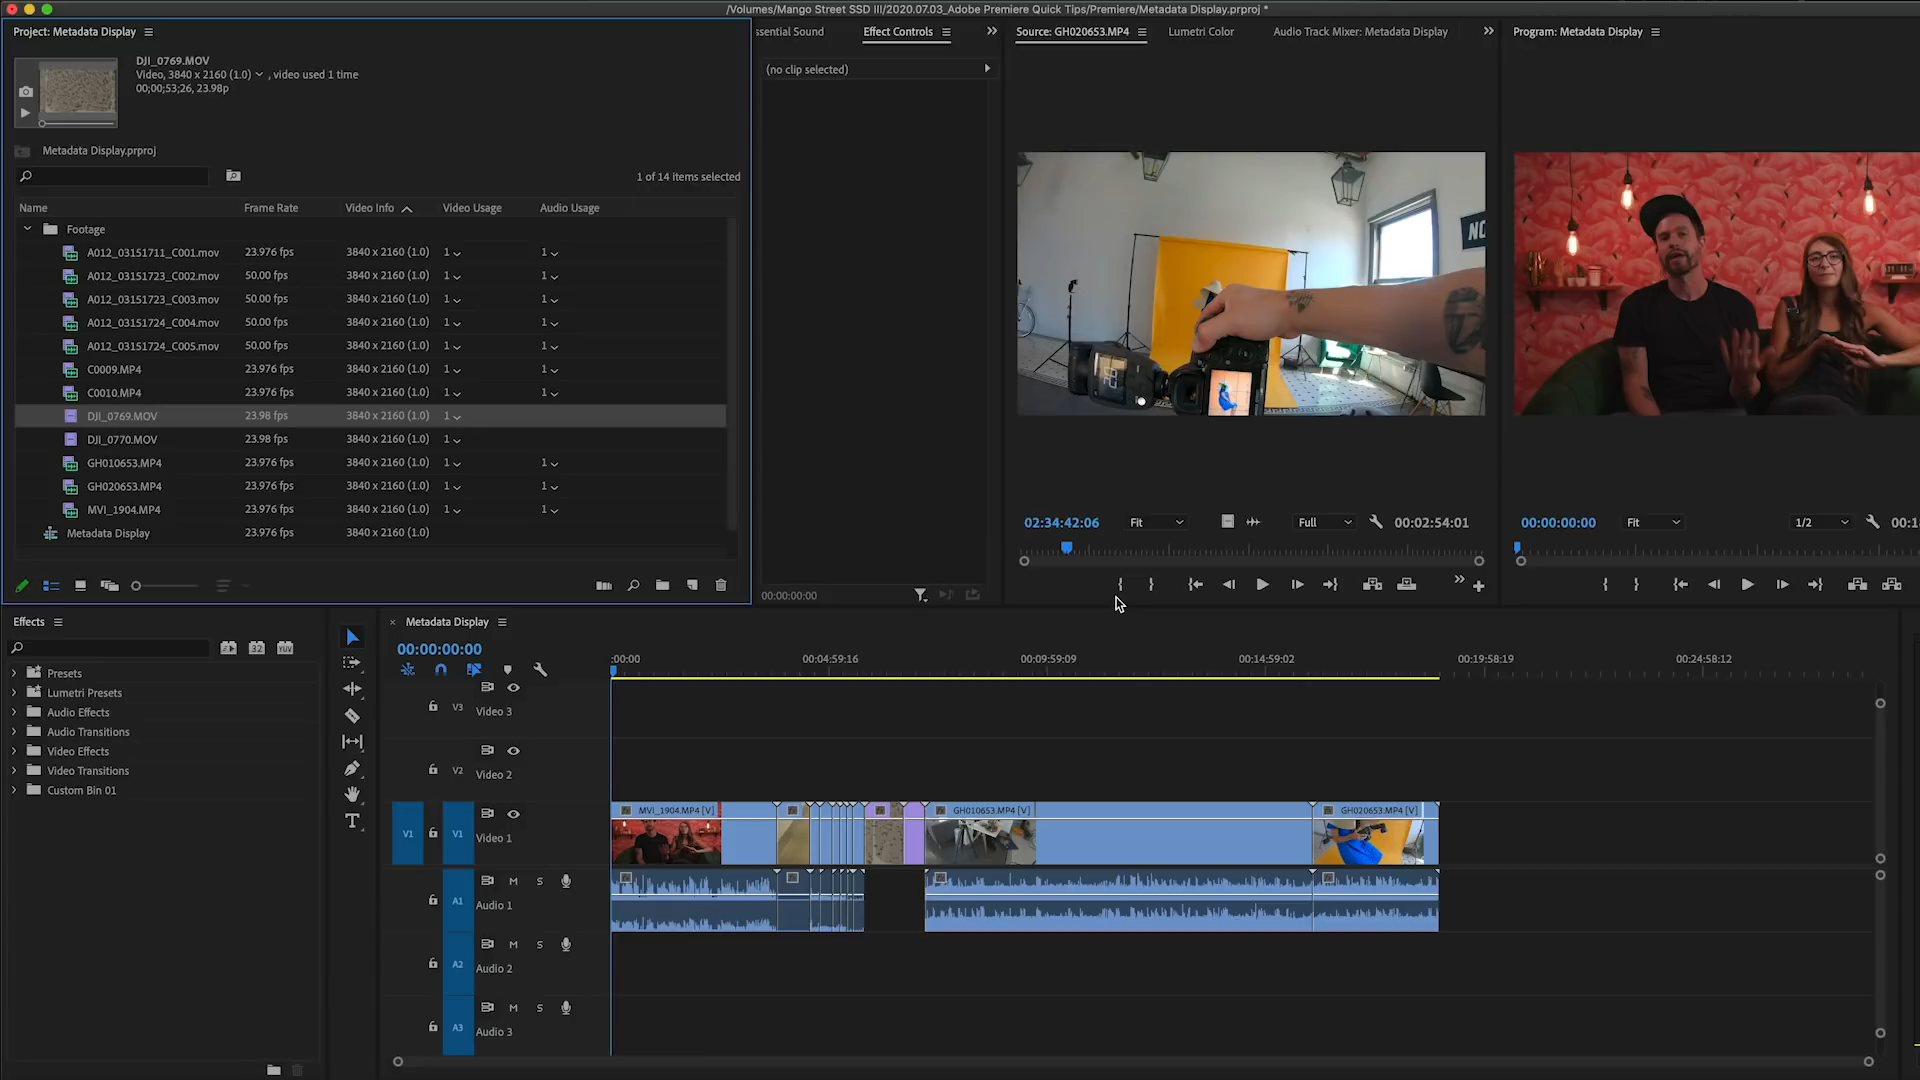 /Volumes/Mango Street SSD III/2020.07.03_Adobe Premiere Quick Tips/Premiere/Metadata Display.prproj *
Project: Metadata Display
DJI_0769.MOV
Video, 3840 x 2160 (1.0) , video used 1 time
00;00;53;26, 23.98p
Metadata Display.prproj
1 of 14 items selected
Name Frame Rate Video Info Video Usage Audio Usage
Footage
A012_03151711_C001.mov 23.976 fps 3840 x 2160 (1.0) 1 1
A012_03151723_C002.mov 50.00 fps 3840 x 2160 (1.0) 1 1
A012_03151723_C003.mov 50.00 fps 3840 x 2160 (1.0) 1 1
A012_03151724_C004.mov 50.00 fps 3840 x 2160 (1.0) 1 1
A012_03151724_C005.mov 50.00 fps 3840 x 2160 (1.0) 1 1
C0009.MP4 23.976 fps 3840 x 2160 (1.0) 1 1
C0010.MP4 23.976 fps 3840 x 2160 (1.0) 1 1
DJI_0769.MOV 23.98 fps 3840 x 2160 (1.0) 1
DJI_0770.MOV 23.98 fps 3840 x 2160 (1.0) 1
GH010653.MP4 23.976 fps 3840 x 2160 (1.0) 1 1
GH020653.MP4 23.976 fps 3840 x 2160 (1.0) 1 1
MVI_1904.MP4 23.976 fps 3840 x 2160 (1.0) 1 1
Metadata Display 23.976 fps 3840 x 2160 (1.0)
ssential Sound Effect Controls
(no clip selected)
00:00:00:00
Source: GH020653.MP4 Lumetri Color Audio Track Mixer: Metadata Display
NO
02:34:42:06 Fit Full 00:02:54:01
Program: Metadata Display
00:00:00:00 Fit 1/2 00:1
Effects
32 YUV
Presets
Lumetri Presets
Audio Effects
Audio Transitions
Video Effects
Video Transitions
Custom Bin 01
× Metadata Display
00:00:00:00
:00:00 00:04:59:16 00:09:59:09 00:14:59:02 00:19:58:19 00:24:58:12
V3 Video 3
V2 Video 2
V1 V1 Video 1
MVI_1904.MP4 [V] GH010653.MP4 [V] GH020653.MP4 [V]
M S
A1 Audio 1
M S
A2 Audio 2
M S
A3 Audio 3